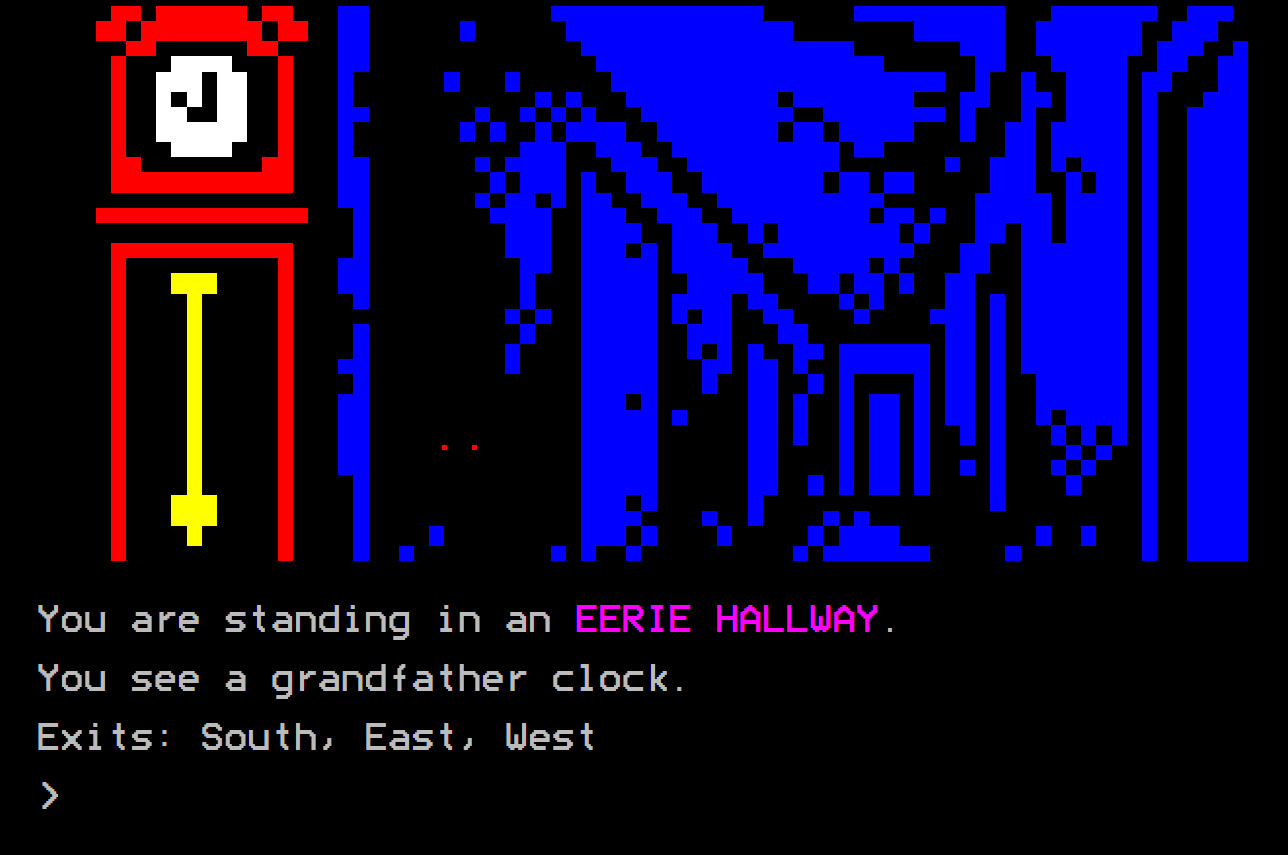 You are standing in an EERIE HALLWAY.
You see a grandfather clock.
Exits: South, East, West
>